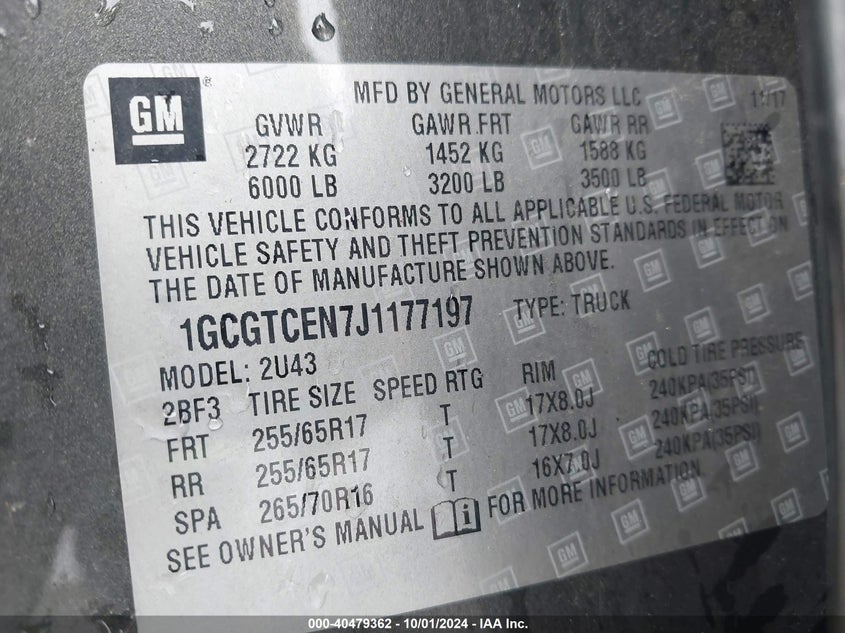 GM
MFD BY GENERAL MOTORS LLC 11/17
GVWR GAWR FRT GAWR RR
2722 KG 1452 KG 1588 KG
6000 LB 3200 LB 3500 LB
THIS VEHICLE CONFORMS TO ALL APPLICABLE U.S. FEDERAL MOTOR
VEHICLE SAFETY AND THEFT PREVENTION STANDARDS IN EFFECT ON
THE DATE OF MANUFACTURE SHOWN ABOVE.
1GCGTCEN7J1177197 TYPE: TRUCK
MODEL: 2U43
2BF3 TIRE SIZE SPEED RTG RIM COLD TIRE PRESSURE
FRT 255/65R17 T 17X8.0J 240KPA(35PSI)
RR 255/65R17 T 17X8.0J 240KPA(35PSI)
SPA 265/70R16 T 16X7.0J 240KPA(35PSI)
SEE OWNER'S MANUAL FOR MORE INFORMATION.
000-40479362 - 10/01/2024 - IAA Inc.